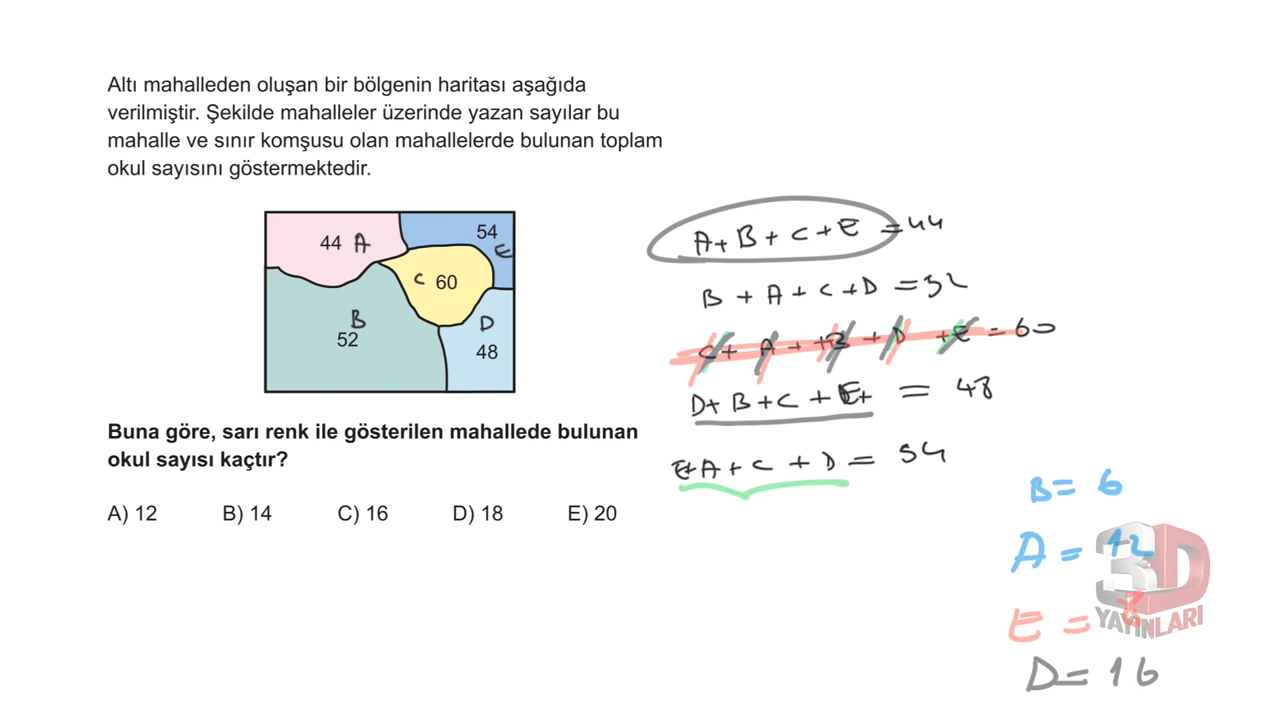 Altı mahalleden oluşan bir bölgenin haritası aşağıda
verilmiştir. Şekilde mahalleler üzerinde yazan sayılar bu
mahalle ve sınır komşusu olan mahallelerde bulunan toplam
okul sayısını göstermektedir.
44 A
54
E
C 60
B
52
D
48
A+B+C+E=44
B+A+C+D=52
C+A++B+D+E=60
D+B+C+E+=48
E+A+C+D=54
Buna göre, sarı renk ile gösterilen mahallede bulunan
okul sayısı kaçtır?
A) 12 B) 14 C) 16 D) 18 E) 20
B=6
A=12
E=8
D=16
3D
YAYINLARI